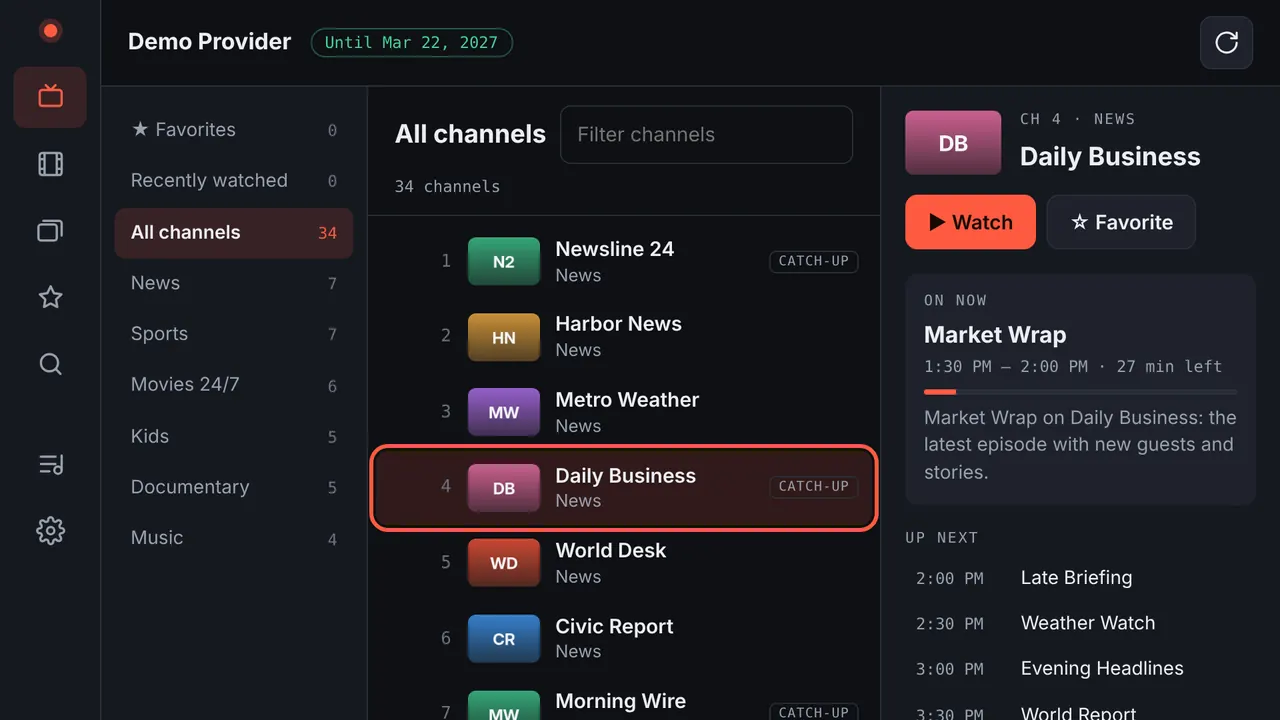 Demo Provider
Until Mar 22, 2027
★ Favorites 0
Recently watched 0
All channels 34
News 7
Sports 7
Movies 24/7 6
Kids 5
Documentary 5
Music 4
All channels
Filter channels
34 channels
1 N2 Newsline 24 CATCH-UP
News
2 HN Harbor News
News
3 MW Metro Weather
News
4 DB Daily Business CATCH-UP
News
5 WD World Desk
News
6 CR Civic Report
News
7 MW Morning Wire CATCH-UP
DB
CH 4 · NEWS
Daily Business
▶ Watch
☆ Favorite
ON NOW
Market Wrap
1:30 PM – 2:00 PM · 27 min left
Market Wrap on Daily Business: the
latest episode with new guests and
stories.
UP NEXT
2:00 PM Late Briefing
2:30 PM Weather Watch
3:00 PM Evening Headlines
3:30 PM World Report